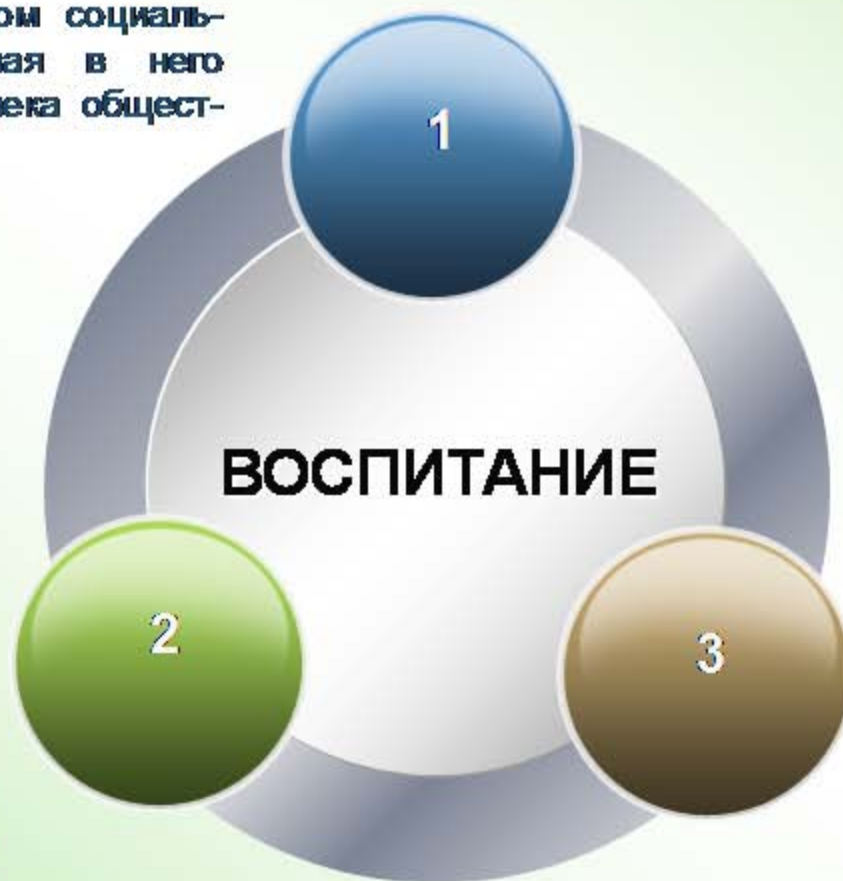 ом социаль-
ая в него
ека общест-
1
ВОСПИТАНИЕ
2
3